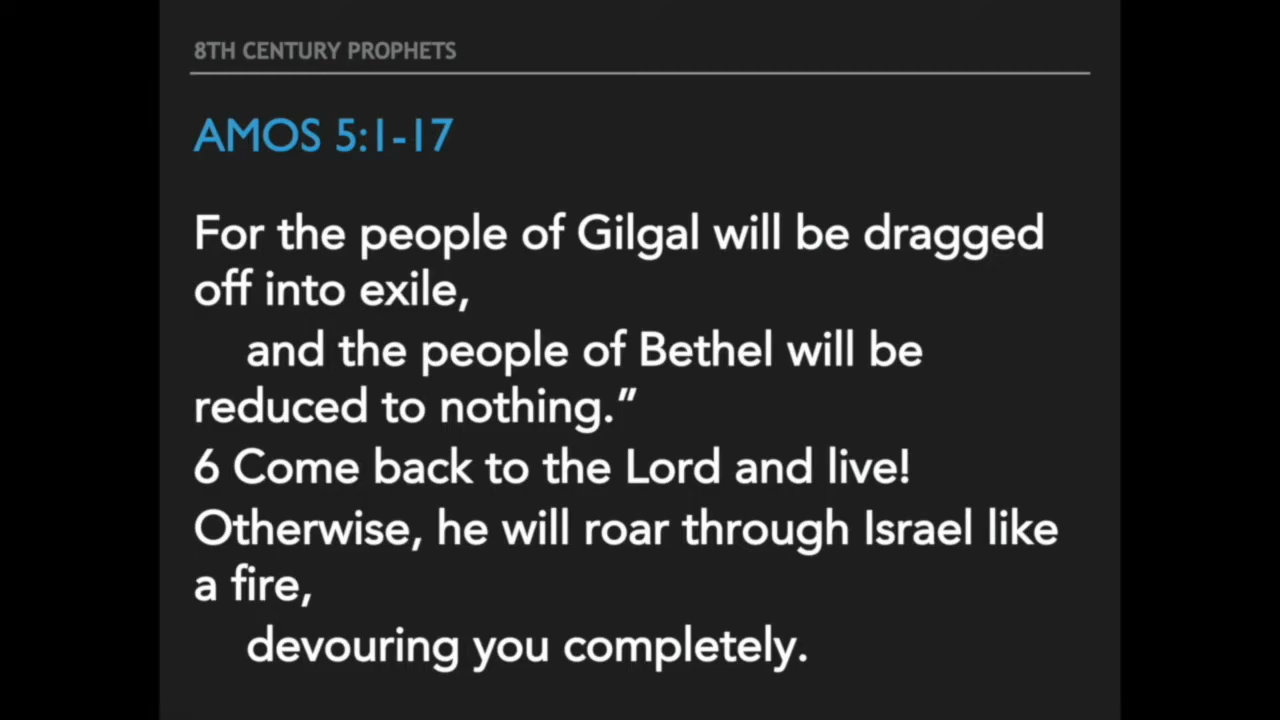 8TH CENTURY PROPHETS
AMOS 5:1-17
For the people of Gilgal will be dragged
off into exile,
and the people of Bethel will be
reduced to nothing.”
6 Come back to the Lord and live!
Otherwise, he will roar through Israel like
a fire,
devouring you completely.